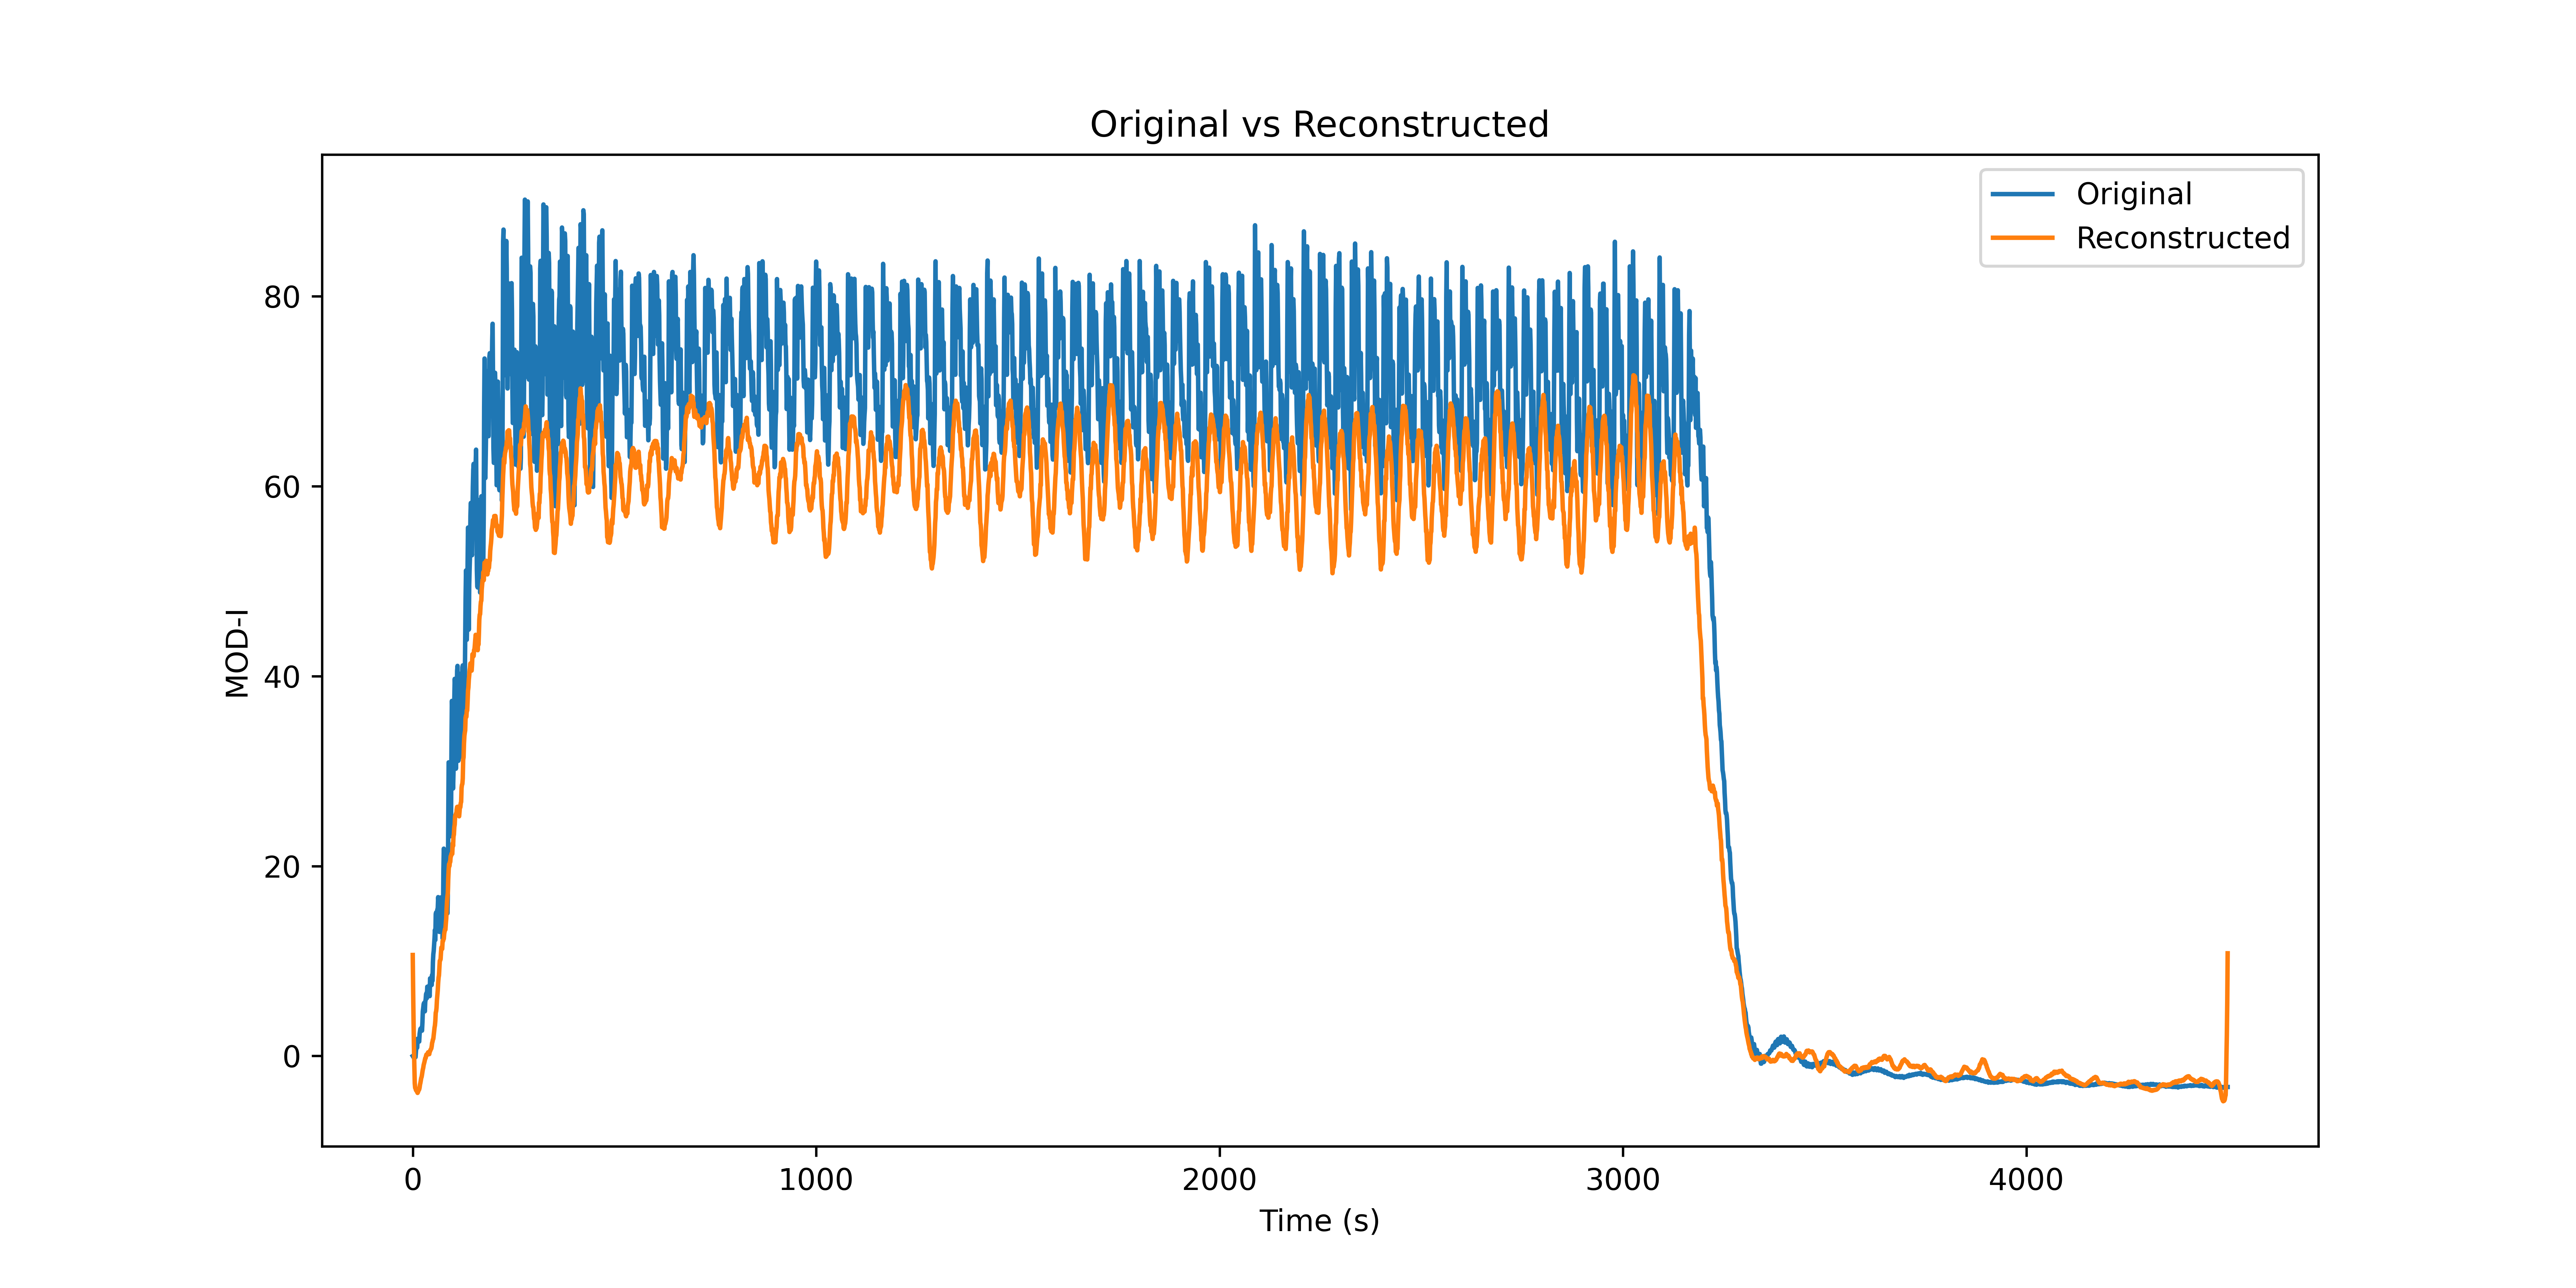 Original vs Reconstructed
Original
Reconstructed
80
60
40
20
0
MOD-I
0 1000 2000 3000 4000
Time (s)